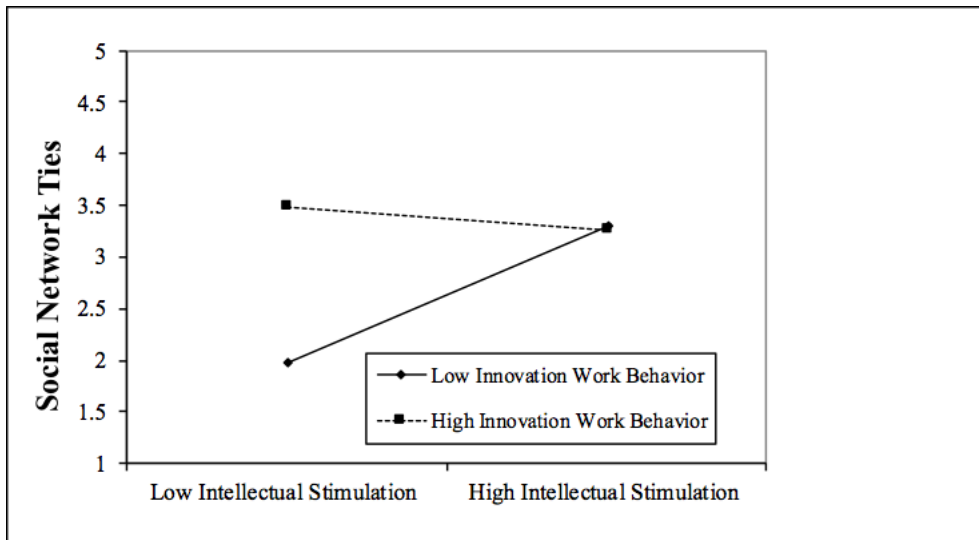 Social Network Ties
5
4.5
4
3.5
3
2.5
2
1.5
1
Low Innovation Work Behavior
High Innovation Work Behavior
Low Intellectual Stimulation
High Intellectual Stimulation